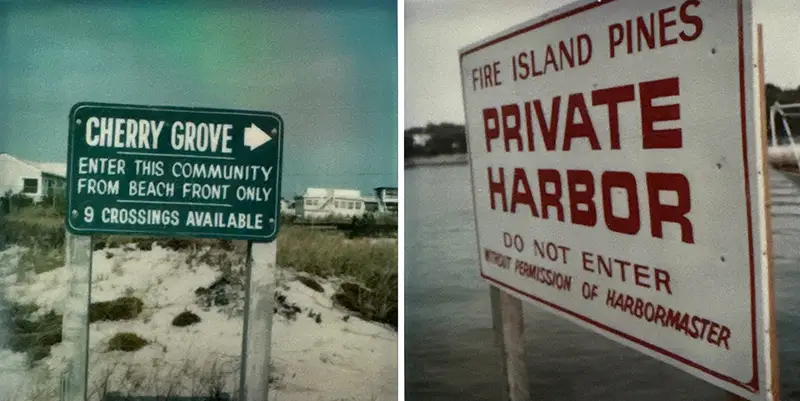 CHERRY GROVE
ENTER THIS COMMUNITY
FROM BEACH FRONT ONLY
9 CROSSINGS AVAILABLE
FIRE ISLAND PINES
PRIVATE
HARBOR
DO NOT ENTER
WITHOUT PERMISSION OF HARBORMASTER